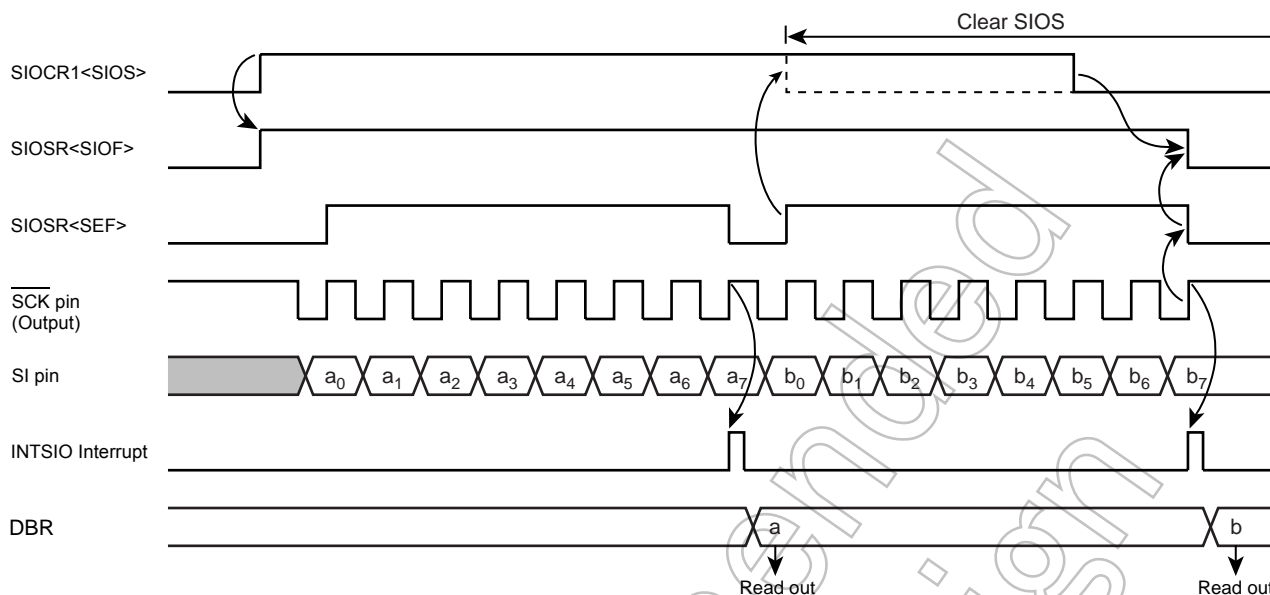 Clear SIOS
SIOCR1<SIOS>
SIOSR<SIOF>
SIOSR<SEF>
SCK pin
(Output)
SI pin
a0 a1 a2 a3 a4 a5 a6 a7 b0 b1 b2 b3 b4 b5 b6 b7
INTSIO Interrupt
DBR
a b
Read out Read out